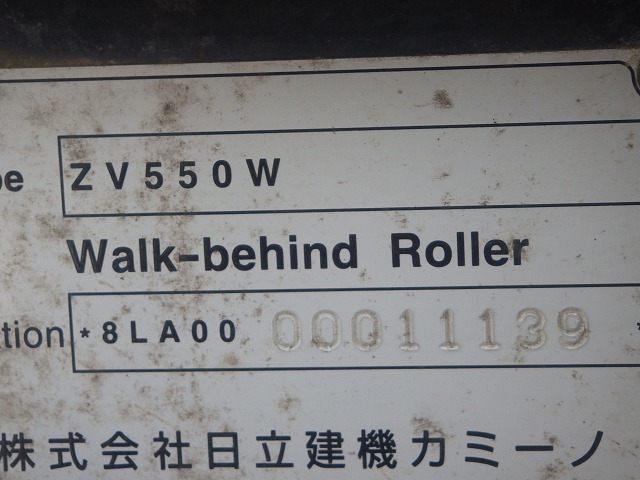 pe ZV550W
Walk-behind Roller
tion *8LA00 00011139 *
株式会社日立建機カミーノ